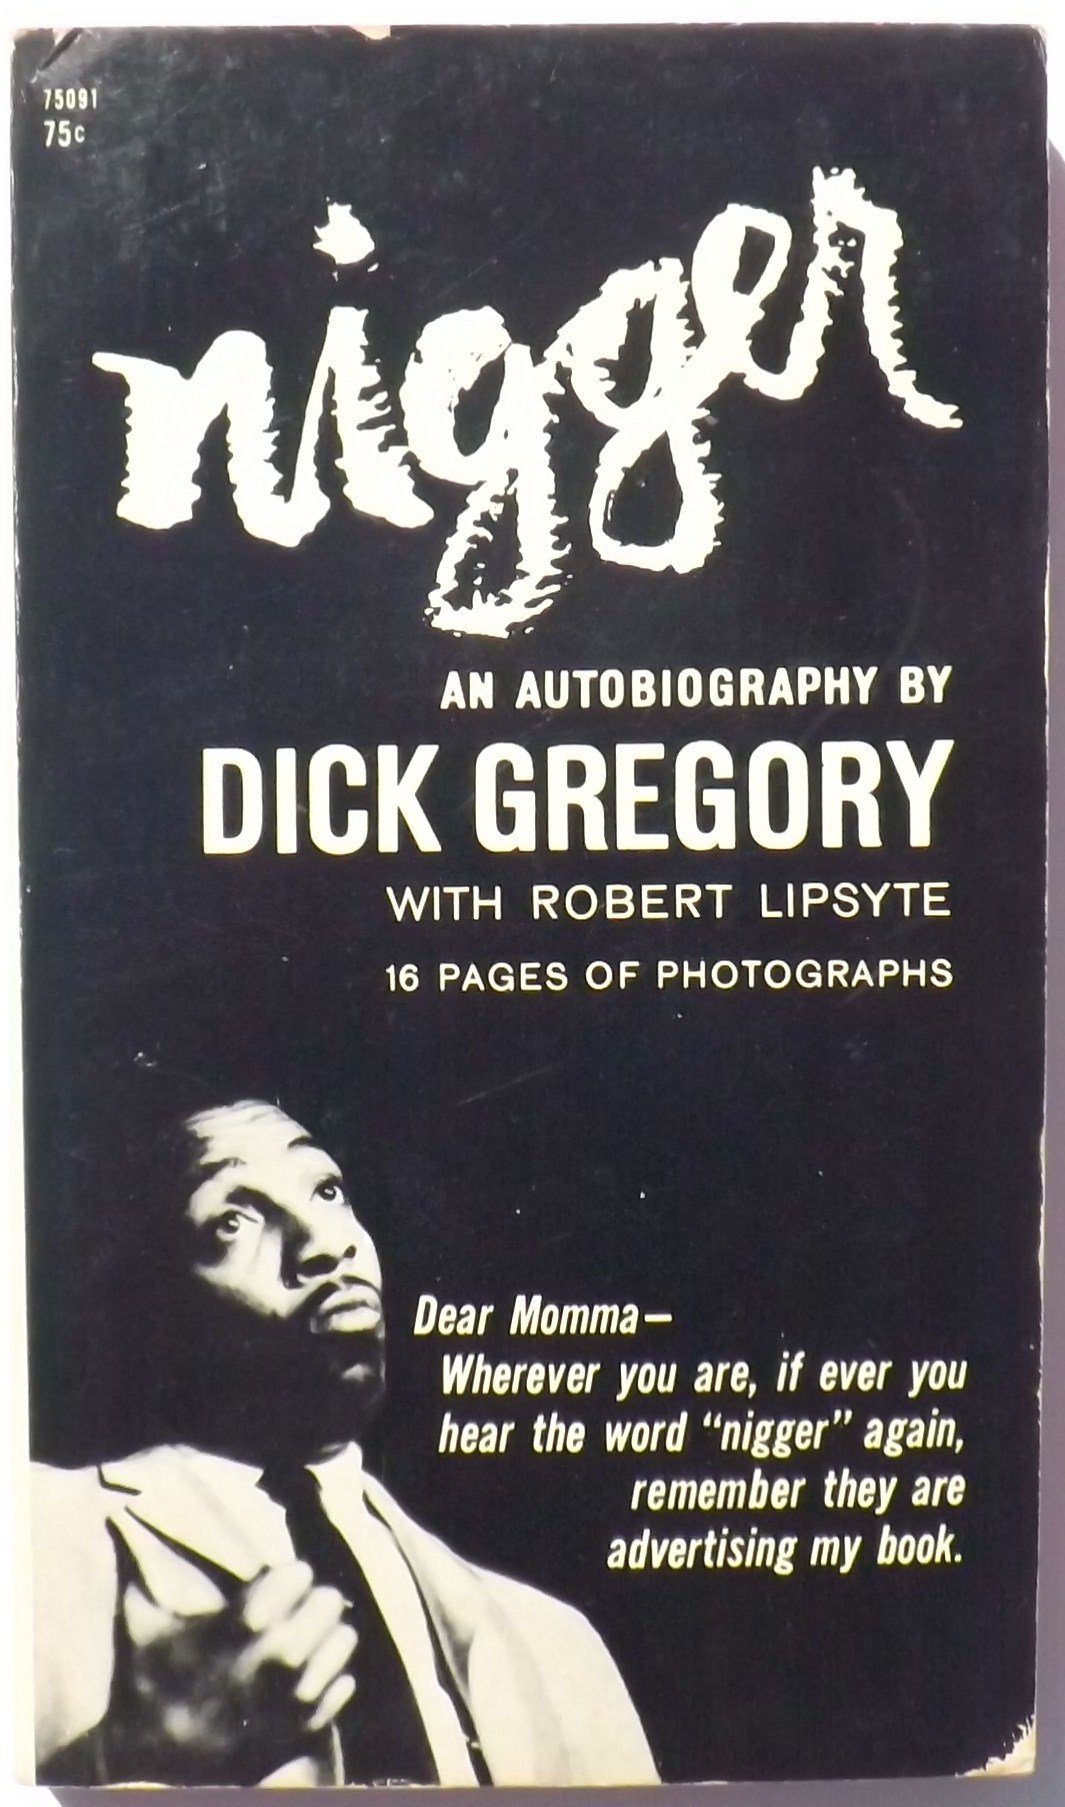 75091
75c
nigger
AN AUTOBIOGRAPHY BY
DICK GREGORY
WITH ROBERT LIPSYTE
16 PAGES OF PHOTOGRAPHS
Dear Momma—
Wherever you are, if ever you
hear the word “nigger” again,
remember they are
advertising my book.